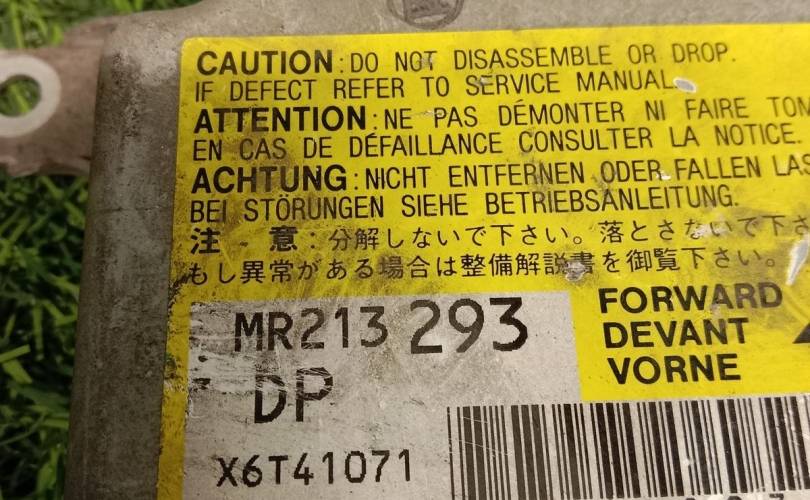 CAUTION:DO NOT DISASSEMBLE OR DROP.
IF DEFECT REFER TO SERVICE MANUAL.
ATTENTION:NE PAS DÉMONTER NI FAIRE TOM
EN CAS DE DÉFAILLANCE CONSULTER LA NOTICE.
ACHTUNG:NICHT ENTFERNEN ODER FALLEN LAS
BEI STÖRUNGEN SIEHE BETRIEBSANLEITUNG.
注 意:分解しないで下さい。落とさないで下さ
もし異常がある場合は整備解説書を御覧下さい。
MR213 293
DP
X6T41071
FORWARD
DEVANT
VORNE